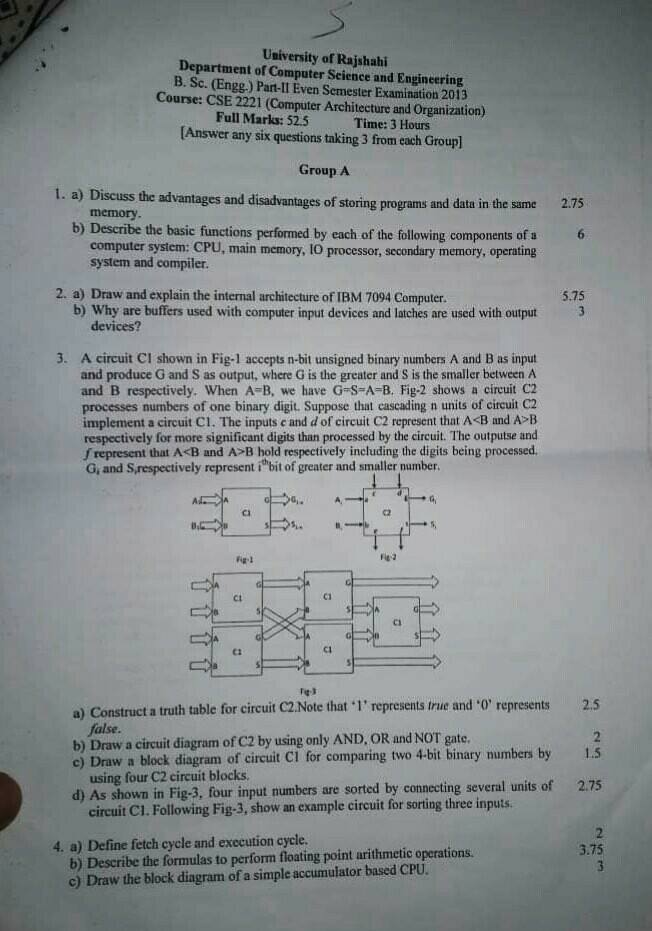 5
University of Rajshahi
Department of Computer Science and Engineering
B. Sc. (Engg.) Part-II Even Semester Examination 2013
Course: CSE 2221 (Computer Architecture and Organization)
Full Marks: 52.5 Time: 3 Hours
[Answer any six questions taking 3 from each Group]
Group A
1. a) Discuss the advantages and disadvantages of storing programs and data in the same 2.75
memory.
b) Describe the basic functions performed by each of the following components of a 6
computer system: CPU, main memory, IO processor, secondary memory, operating
system and compiler.
2. a) Draw and explain the internal architecture of IBM 7094 Computer. 5.75
b) Why are buffers used with computer input devices and latches are used with output 3
devices?
3. A circuit C1 shown in Fig-1 accepts n-bit unsigned binary numbers A and B as input
and produce G and S as output, where G is the greater and S is the smaller between A
and B respectively. When A=B, we have G=S=A=B. Fig-2 shows a circuit C2
processes numbers of one binary digit. Suppose that cascading n units of circuit C2
implement a circuit C1. The inputs c and d of circuit C2 represent that A<B and A>B
respectively for more significant digits than processed by the circuit. The outputse and
f represent that A<B and A>B hold respectively including the digits being processed.
Gi and Si respectively represent ith bit of greater and smaller number.
A G
C1
B S
Ai a c d g Gi
C2
Bi b e f s Si
Fig-1 Fig-2
A G A G
C1 C1
B S B S A G
C1
A G A G B S
C1 C1
B S B S
Fig-3
a) Construct a truth table for circuit C2.Note that '1' represents true and '0' represents 2.5
false.
b) Draw a circuit diagram of C2 by using only AND, OR and NOT gate. 2
c) Draw a block diagram of circuit C1 for comparing two 4-bit binary numbers by 1.5
using four C2 circuit blocks.
d) As shown in Fig-3, four input numbers are sorted by connecting several units of 2.75
circuit C1. Following Fig-3, show an example circuit for sorting three inputs.
4. a) Define fetch cycle and execution cycle. 2
b) Describe the formulas to perform floating point arithmetic operations. 3.75
c) Draw the block diagram of a simple accumulator based CPU. 3